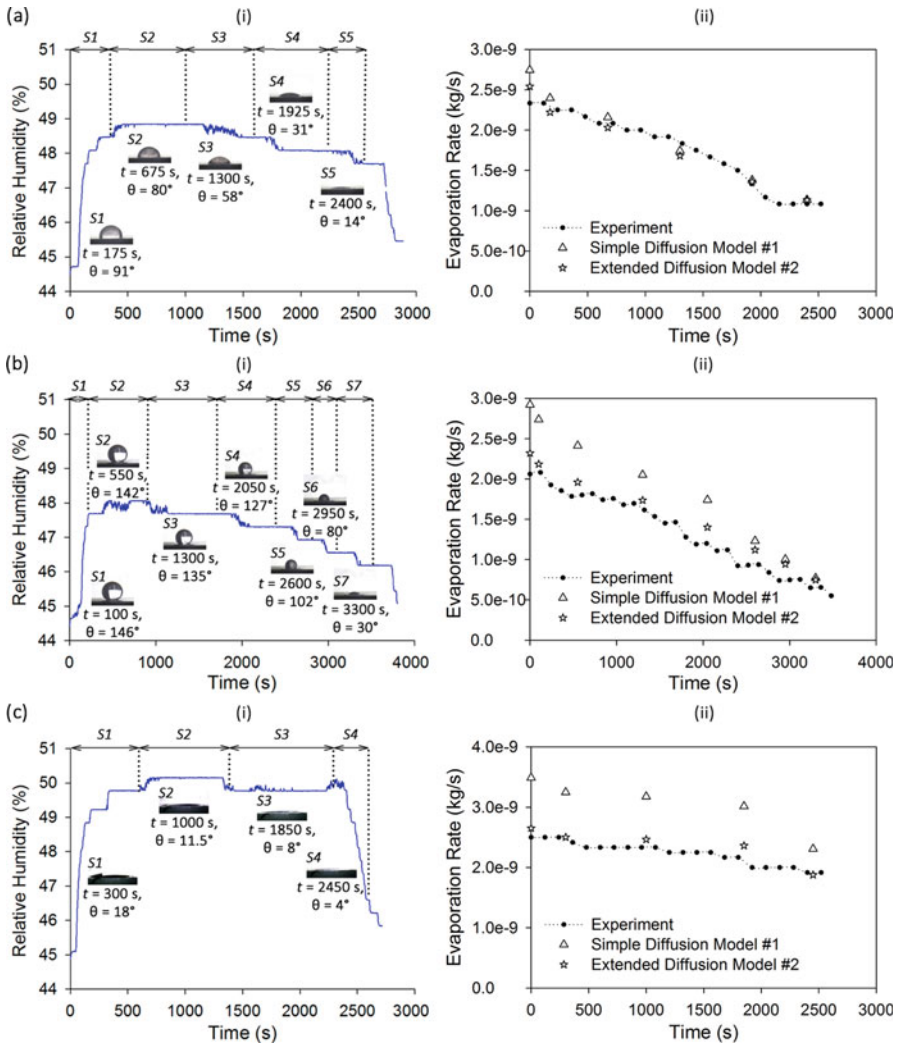 (a)
(i)
S1 S2 S3 S4 S5
51
50
49
48
47
46
45
44
Relative Humidity (%)
S4
t = 1925 s,
θ = 31°
S2
t = 675 s,
θ = 80°
S3
t = 1300 s,
θ = 58°
S5
t = 2400 s,
θ = 14°
S1
t = 175 s,
θ = 91°
0 500 1000 1500 2000 2500 3000
Time (s)
(ii)
3.0e-9
2.5e-9
2.0e-9
1.5e-9
1.0e-9
5.0e-10
0.0
Evaporation Rate (kg/s)
Experiment
Simple Diffusion Model #1
Extended Diffusion Model #2
0 500 1000 1500 2000 2500 3000
Time (s)
(b)
(i)
S1 S2 S3 S4 S5 S6 S7
51
50
49
48
47
46
45
44
Relative Humidity (%)
S2
t = 550 s,
θ = 142°
S4
t = 2050 s,
θ = 127°
S6
t = 2950 s,
θ = 80°
S3
t = 1300 s,
θ = 135°
S5
t = 2600 s,
θ = 102°
S1
t = 100 s,
θ = 146°
S7
t = 3300 s,
θ = 30°
0 1000 2000 3000 4000
Time (s)
(ii)
3.0e-9
2.5e-9
2.0e-9
1.5e-9
1.0e-9
5.0e-10
0.0
Evaporation Rate (kg/s)
Experiment
Simple Diffusion Model #1
Extended Diffusion Model #2
0 1000 2000 3000 4000
Time (s)
(c)
(i)
S1 S2 S3 S4
51
50
49
48
47
46
45
44
Relative Humidity (%)
S2
t = 1000 s,
θ = 11.5°
S3
t = 1850 s,
θ = 8°
S1
t = 300 s,
θ = 18°
S4
t = 2450 s,
θ = 4°
0 500 1000 1500 2000 2500 3000
Time (s)
(ii)
4.0e-9
3.0e-9
2.0e-9
1.0e-9
0.0
Evaporation Rate (kg/s)
Experiment
Simple Diffusion Model #1
Extended Diffusion Model #2
0 500 1000 1500 2000 2500 3000
Time (s)